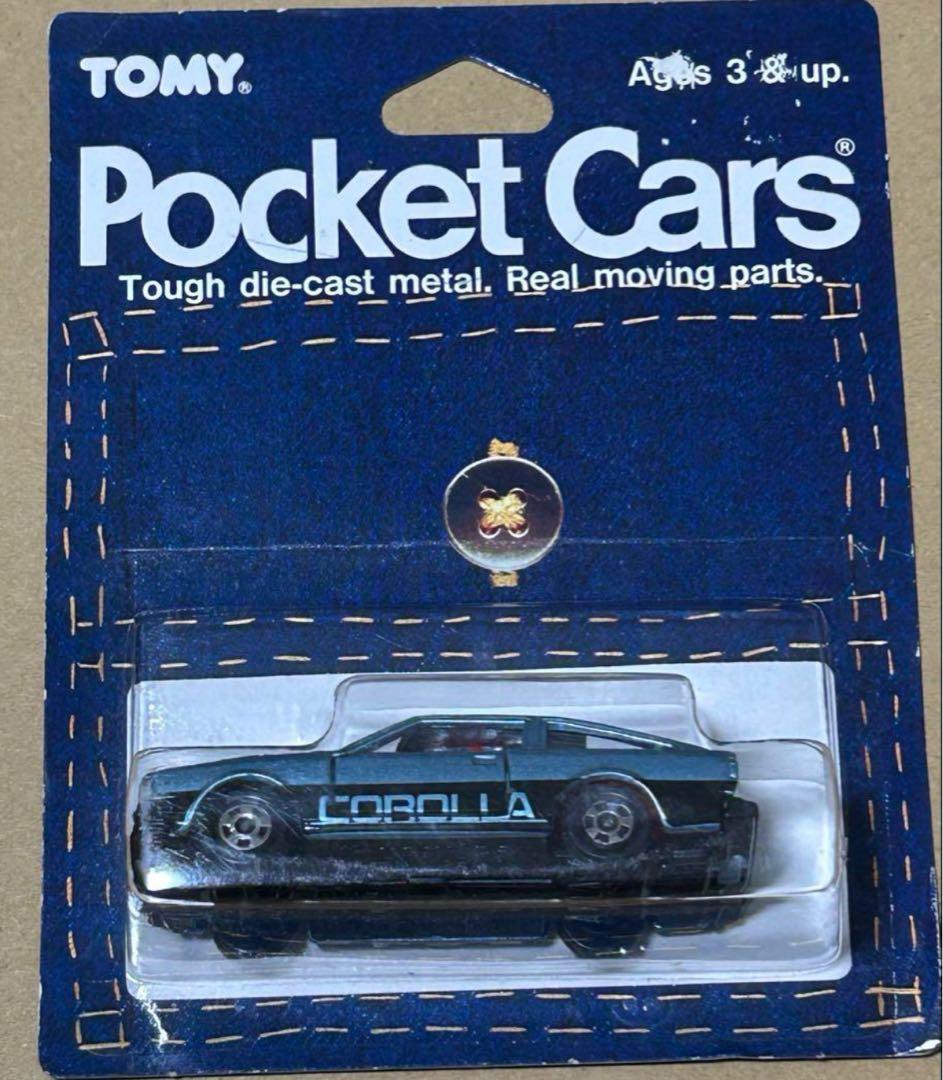 TOMY® Ages 3 & up.
Pocket Cars®
Tough die-cast metal. Real moving parts.
COROLLA